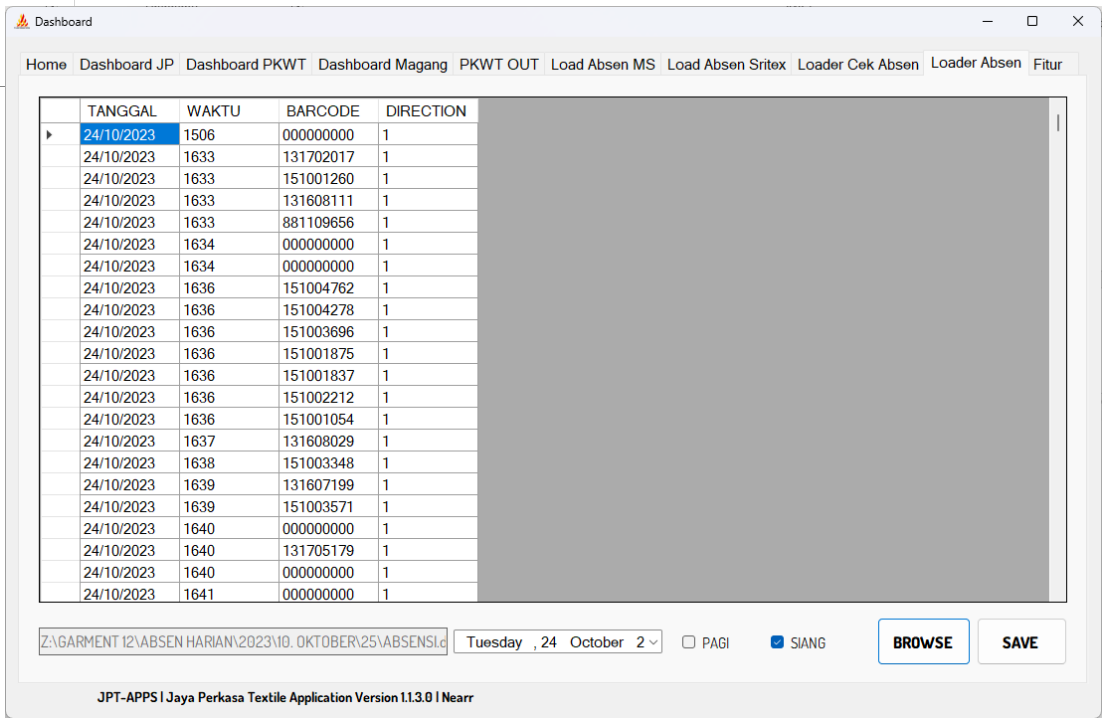 Dashboard
Home Dashboard JP Dashboard PKWT Dashboard Magang PKWT OUT Load Absen MS Load Absen Sritex Loader Cek Absen Loader Absen Fitur
TANGGAL WAKTU BARCODE DIRECTION
24/10/2023 1506 000000000 1
24/10/2023 1633 131702017 1
24/10/2023 1633 151001260 1
24/10/2023 1633 131608111 1
24/10/2023 1633 881109656 1
24/10/2023 1634 000000000 1
24/10/2023 1634 000000000 1
24/10/2023 1636 151004762 1
24/10/2023 1636 151004278 1
24/10/2023 1636 151003696 1
24/10/2023 1636 151001875 1
24/10/2023 1636 151001837 1
24/10/2023 1636 151002212 1
24/10/2023 1636 151001054 1
24/10/2023 1637 131608029 1
24/10/2023 1638 151003348 1
24/10/2023 1639 131607199 1
24/10/2023 1639 151003571 1
24/10/2023 1640 000000000 1
24/10/2023 1640 131705179 1
24/10/2023 1640 000000000 1
24/10/2023 1641 000000000 1
Z:\GARMENT 12\ABSEN HARIAN\2023\10. OKTOBER\25\ABSENSI.d Tuesday , 24 October 2 PAGI SIANG BROWSE SAVE
JPT-APPS | Jaya Perkasa Textile Application Version 1.1.3.0 | Nearr